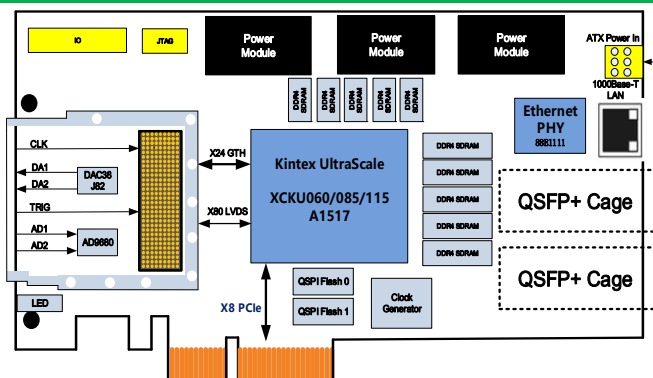 IO
JTAG
Power
Module
Power
Module
Power
Module
ATX Power In
1000Base-T
LAN
DDR4
SDRAM
DDR4
SDRAM
DDR4
SDRAM
DDR4
SDRAM
DDR4
SDRAM
Ethernet
PHY
88E1111
CLK
DA1
DA2
DAC38
J82
TRIG
AD1
AD2
AD9680
LED
X24 GTH
X80 LVDS
Kintex UltraScale
XCKU060/085/115
A1517
DDR4 SDRAM
DDR4 SDRAM
DDR4 SDRAM
DDR4 SDRAM
DDR4 SDRAM
QSFP+ Cage
QSFP+ Cage
X8 PCIe
QSPI Flash 0
QSPI Flash 1
Clock
Generator